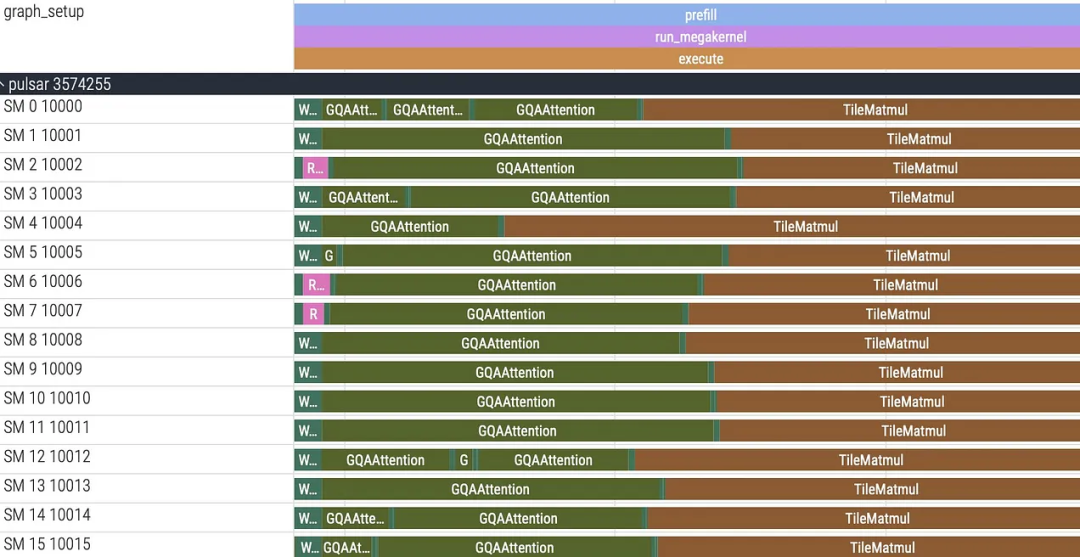 graph_setup
prefill
run_megakernel
execute
pulsar 3574255
SM 0 10000 W... GQAAtt... GQAAttent... GQAAttention TileMatmul
SM 1 10001 W... GQAAttention TileMatmul
SM 2 10002 R... GQAAttention TileMatmul
SM 3 10003 W... GQAAttent... GQAAttention TileMatmul
SM 4 10004 W... GQAAttention TileMatmul
SM 5 10005 W... G GQAAttention TileMatmul
SM 6 10006 R... GQAAttention TileMatmul
SM 7 10007 R GQAAttention TileMatmul
SM 8 10008 W... GQAAttention TileMatmul
SM 9 10009 W... GQAAttention TileMatmul
SM 10 10010 W... GQAAttention TileMatmul
SM 11 10011 W... GQAAttention TileMatmul
SM 12 10012 W... GQAAttention G GQAAttention TileMatmul
SM 13 10013 W... GQAAttention TileMatmul
SM 14 10014 W... GQAAtte... GQAAttention TileMatmul
SM 15 10015 W... GQAAt... GQAAttention TileMatmul